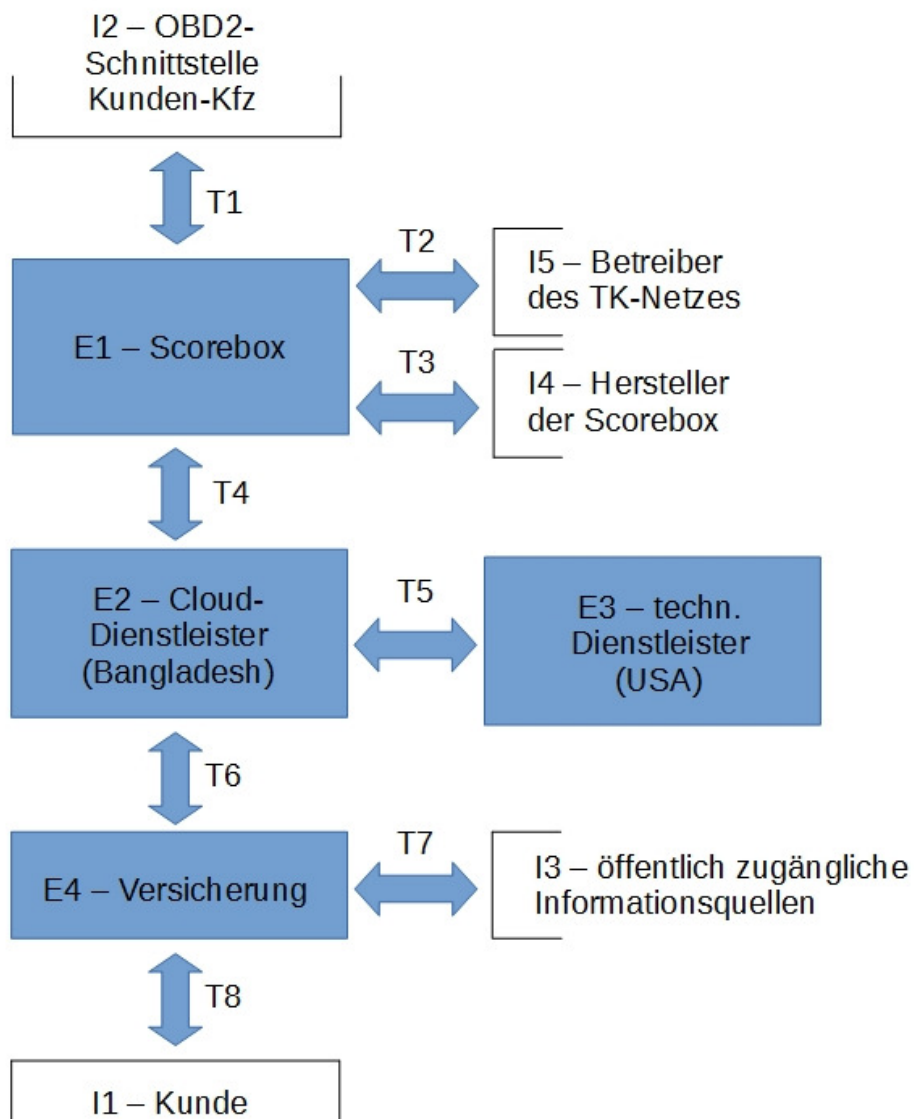 I2 – OBD2-
Schnittstelle
Kunden-Kfz
T1
T2
I5 – Betreiber
des TK-Netzes
E1 – Scorebox
T3
I4 – Hersteller
der Scorebox
T4
E2 – Cloud-
Dienstleister
(Bangladesh)
T5
E3 – techn.
Dienstleister
(USA)
T6
E4 – Versicherung
T7
I3 – öffentlich zugängliche
Informationsquellen
T8
I1 – Kunde